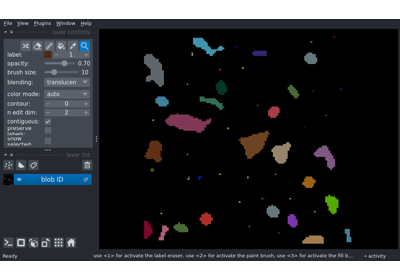 File View Plugins Window Help
layer controls
label: 1
opacity: 0.70
brush size: 10
blending: translucen
color mode: auto
contour: 0
n edit dim: 2
contiguous:
preserve
labels:
show
selected:
layer list
blob ID
Ready use <1> for activate the label eraser, use <2> for activate the paint brush, use <3> for activate the fill b... activity